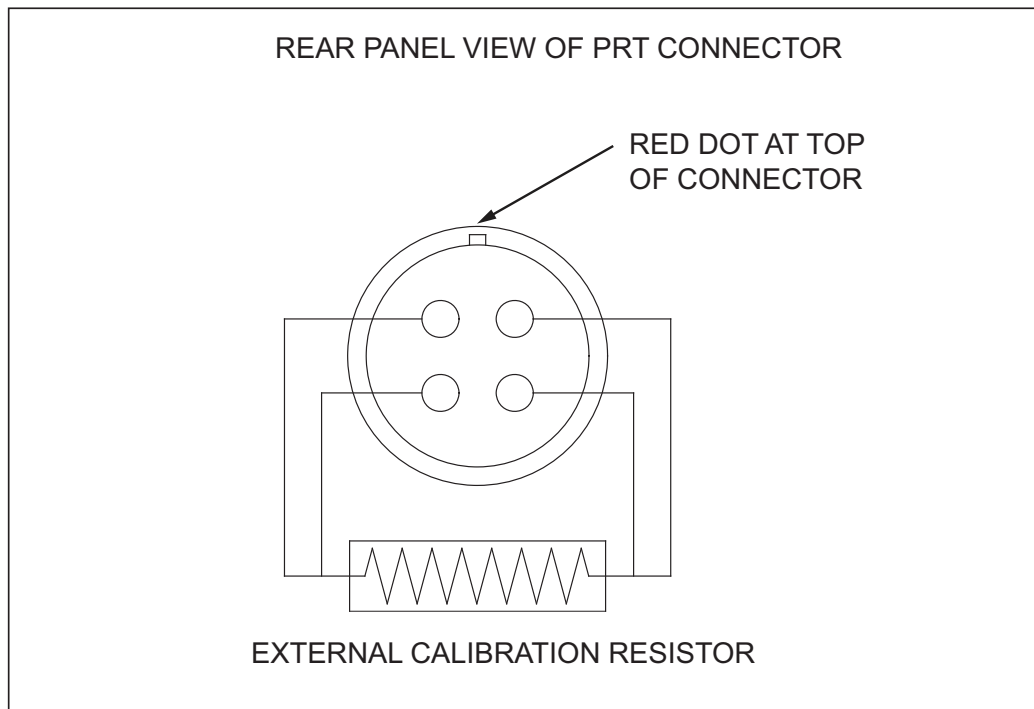 REAR PANEL VIEW OF PRT CONNECTOR
RED DOT AT TOP
OF CONNECTOR
EXTERNAL CALIBRATION RESISTOR